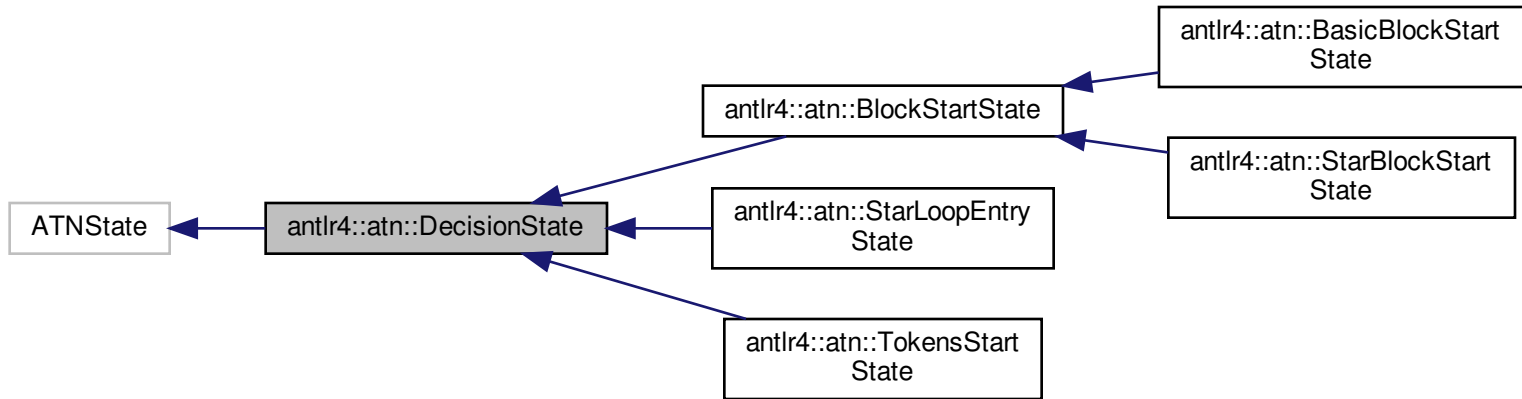 antlr4::atn::BasicBlockStart
State
antlr4::atn::BlockStartState
antlr4::atn::StarBlockStart
State
ATNState
antlr4::atn::DecisionState
antlr4::atn::StarLoopEntry
State
antlr4::atn::TokensStart
State